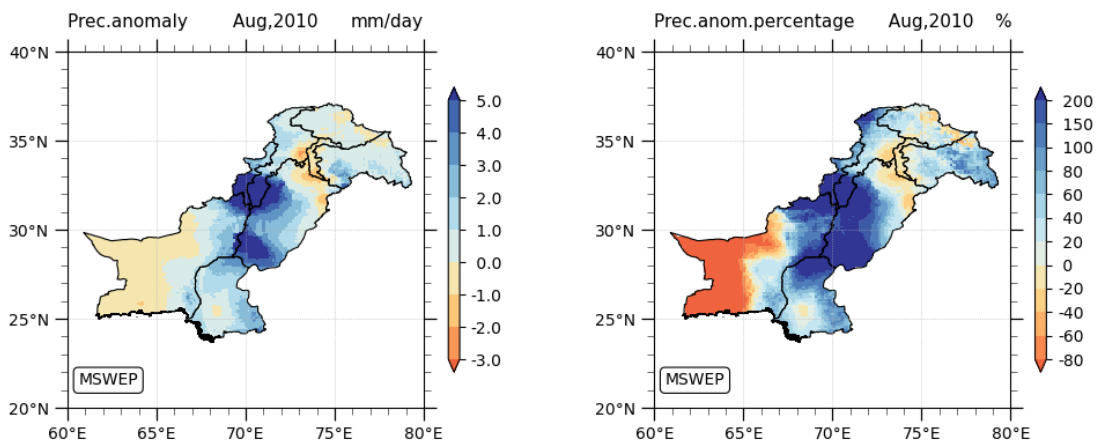 Prec.anomaly Aug,2010 mm/day
40°N
35°N
30°N
25°N
20°N
60°E 65°E 70°E 75°E 80°E
5.0
4.0
3.0
2.0
1.0
0.0
-1.0
-2.0
-3.0
MSWEP
Prec.anom.percentage Aug,2010 %
40°N
35°N
30°N
25°N
20°N
60°E 65°E 70°E 75°E 80°E
200
150
100
80
60
40
20
0
-20
-40
-60
-80
MSWEP